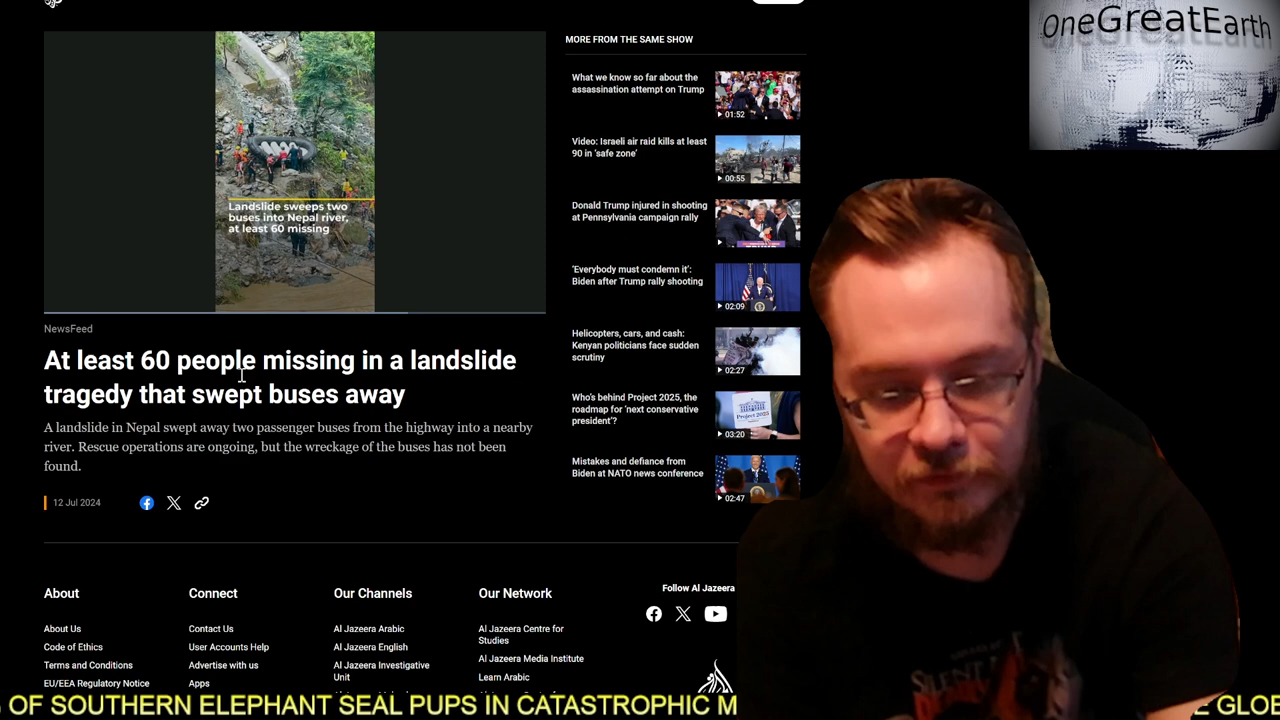 OneGreatEarth
MORE FROM THE SAME SHOW
What we know so far about the
assassination attempt on Trump
01:52
Video: Israeli air raid kills at least
90 in ‘safe zone’
00:55
Donald Trump injured in shooting
at Pennsylvania campaign rally
‘Everybody must condemn it’:
Biden after Trump rally shooting
02:09
Helicopters, cars, and cash:
Kenyan politicians face sudden
scrutiny
02:27
Who's behind Project 2025, the
roadmap for ‘next conservative
president’?
03:20
Mistakes and defiance from
Biden at NATO news conference
02:47
Landslide sweeps two
buses into Nepal river,
at least 60 missing
NewsFeed
At least 60 people missing in a landslide
tragedy that swept buses away
A landslide in Nepal swept away two passenger buses from the highway into a nearby
river. Rescue operations are ongoing, but the wreckage of the buses has not been
found.
12 Jul 2024
About
About Us
Code of Ethics
Terms and Conditions
EU/EEA Regulatory Notice
Connect
Contact Us
User Accounts Help
Advertise with us
Apps
Our Channels
Al Jazeera Arabic
Al Jazeera English
Al Jazeera Investigative
Unit
Our Network
Al Jazeera Centre for
Studies
Al Jazeera Media Institute
Learn Arabic
Follow Al Jazeera
SILENT
OF SOUTHERN ELEPHANT SEAL PUPS IN CATASTROPHIC M
GLOB